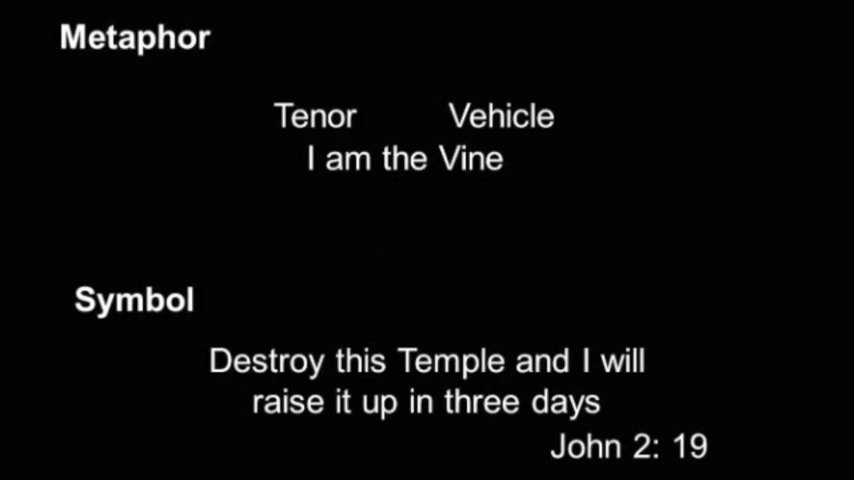 Metaphor
Tenor Vehicle
I am the Vine
Symbol
Destroy this Temple and I will
raise it up in three days
John 2: 19